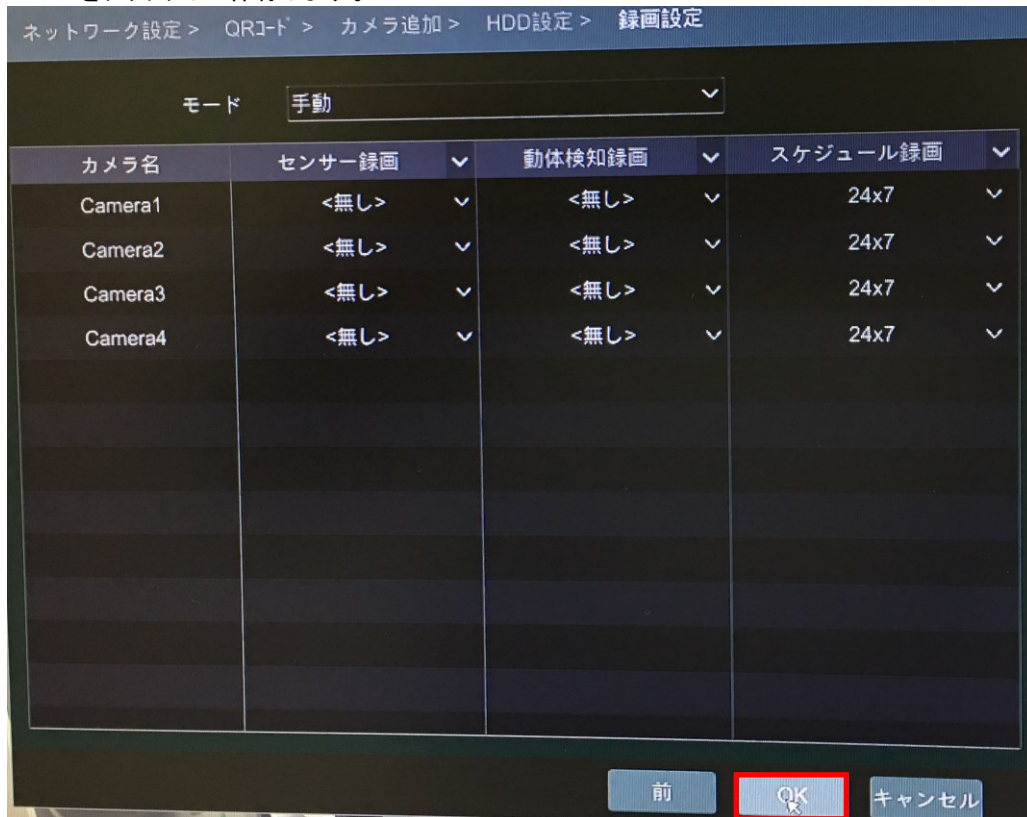 ネットワーク設定 > QRコード > カメラ追加 > HDD設定 > 録画設定
モード 手動
カメラ名 センサー録画 動体検知録画 スケジュール録画
Camera1 <無し> <無し> 24x7
Camera2 <無し> <無し> 24x7
Camera3 <無し> <無し> 24x7
Camera4 <無し> <無し> 24x7
前 OK キャンセル